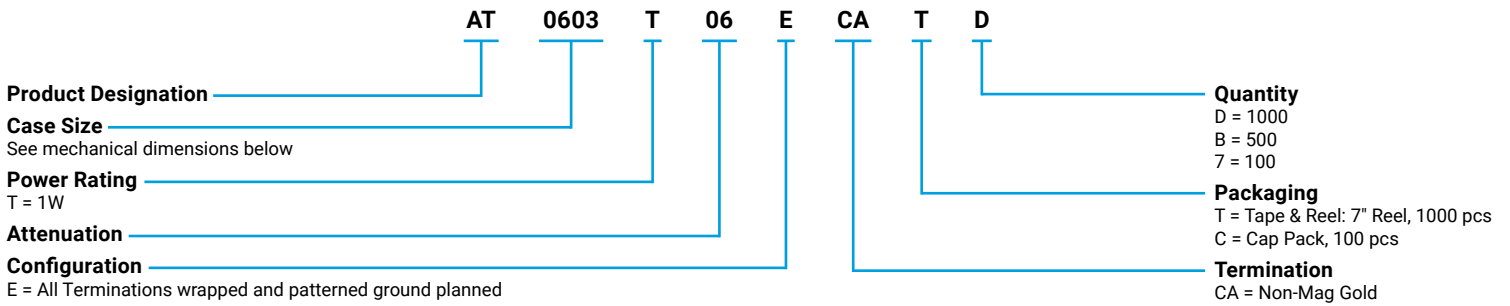 AT 0603 T 06 E CA T D
Product Designation
Case Size
See mechanical dimensions below
Power Rating
T = 1W
Attenuation
Configuration
E = All Terminations wrapped and patterned ground planned
Quantity
D = 1000
B = 500
7 = 100
Packaging
T = Tape & Reel: 7" Reel, 1000 pcs
C = Cap Pack, 100 pcs
Termination
CA = Non-Mag Gold